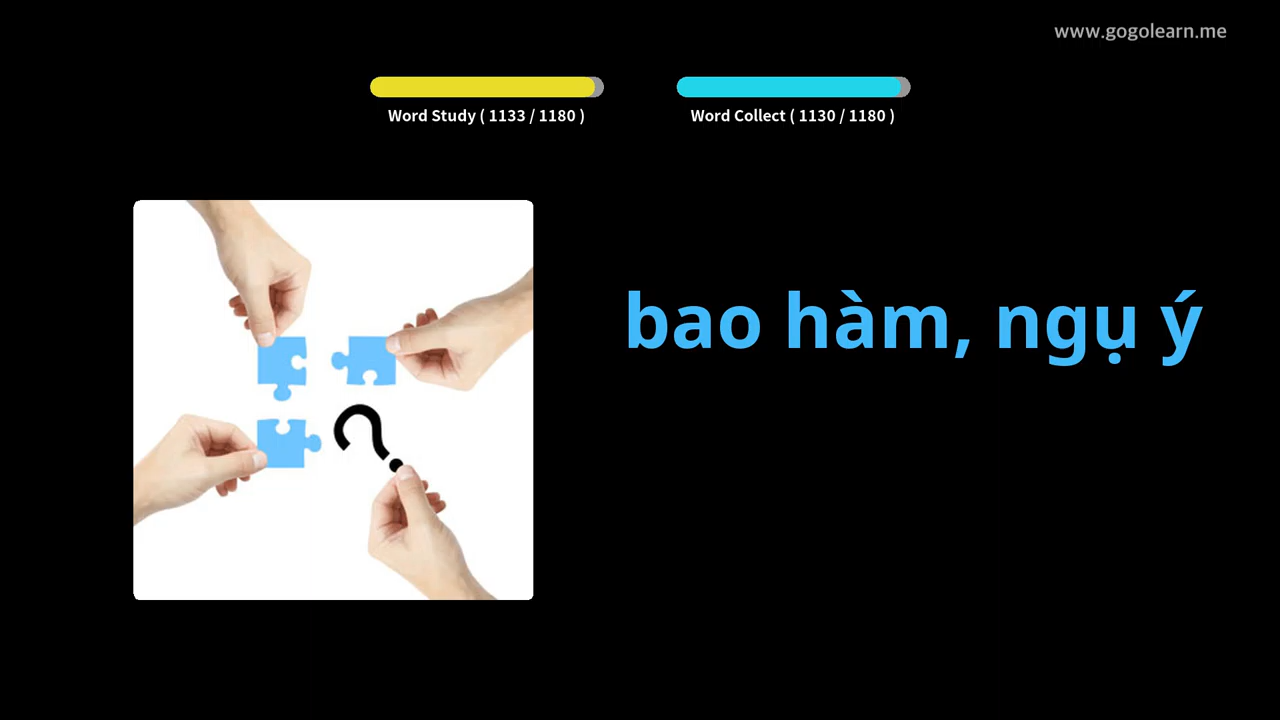 www.gogolearn.me
Word Study ( 1133 / 1180 )
Word Collect ( 1130 / 1180 )
bao hàm, ngụ ý
?